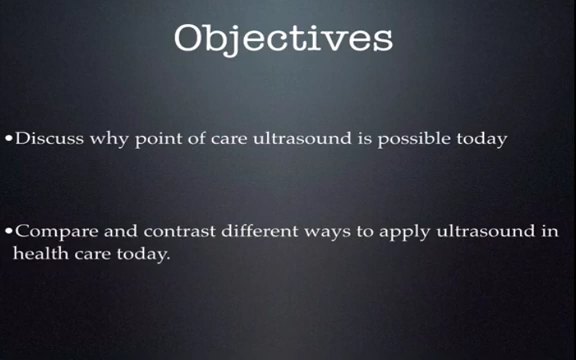 Objectives
•Discuss why point of care ultrasound is possible today
•Compare and contrast different ways to apply ultrasound in
health care today.